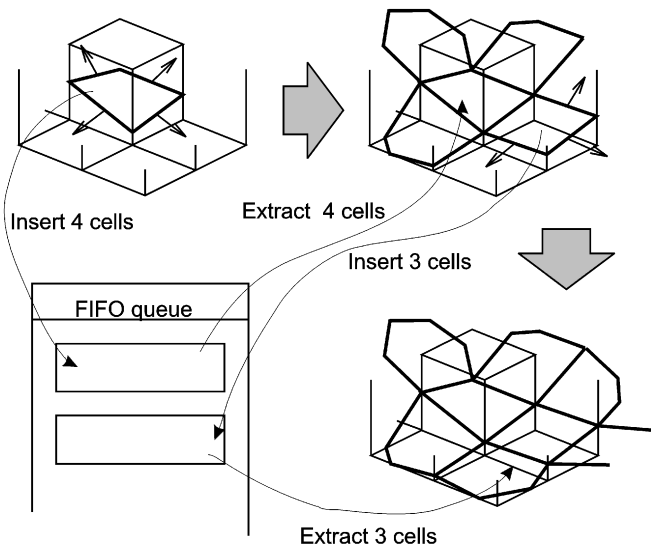 Insert 4 cells
Extract  4 cells
Insert 3 cells
FIFO queue
Extract 3 cells